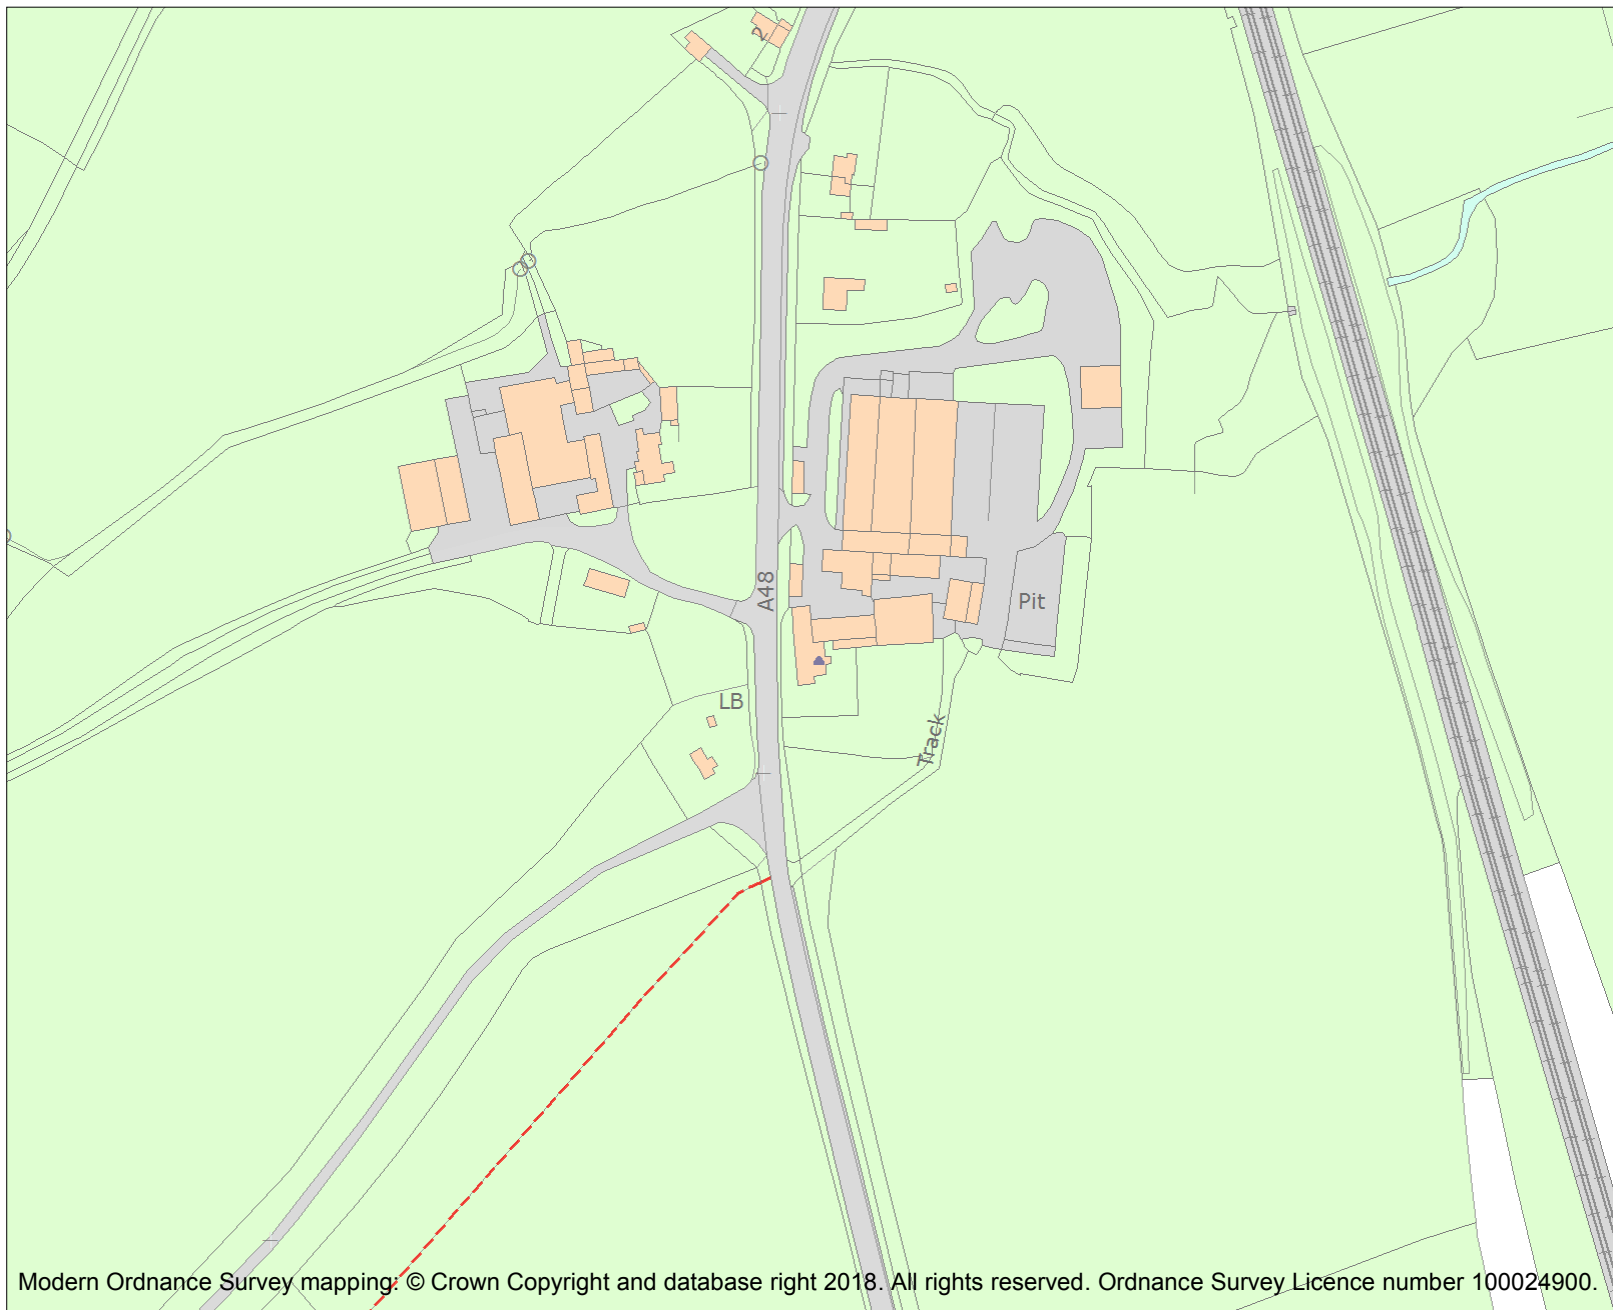 2
A48
Pit
LB
Track
Modern Ordnance Survey mapping: © Crown Copyright and database right 2018. All rights reserved. Ordnance Survey Licence number 100024900.